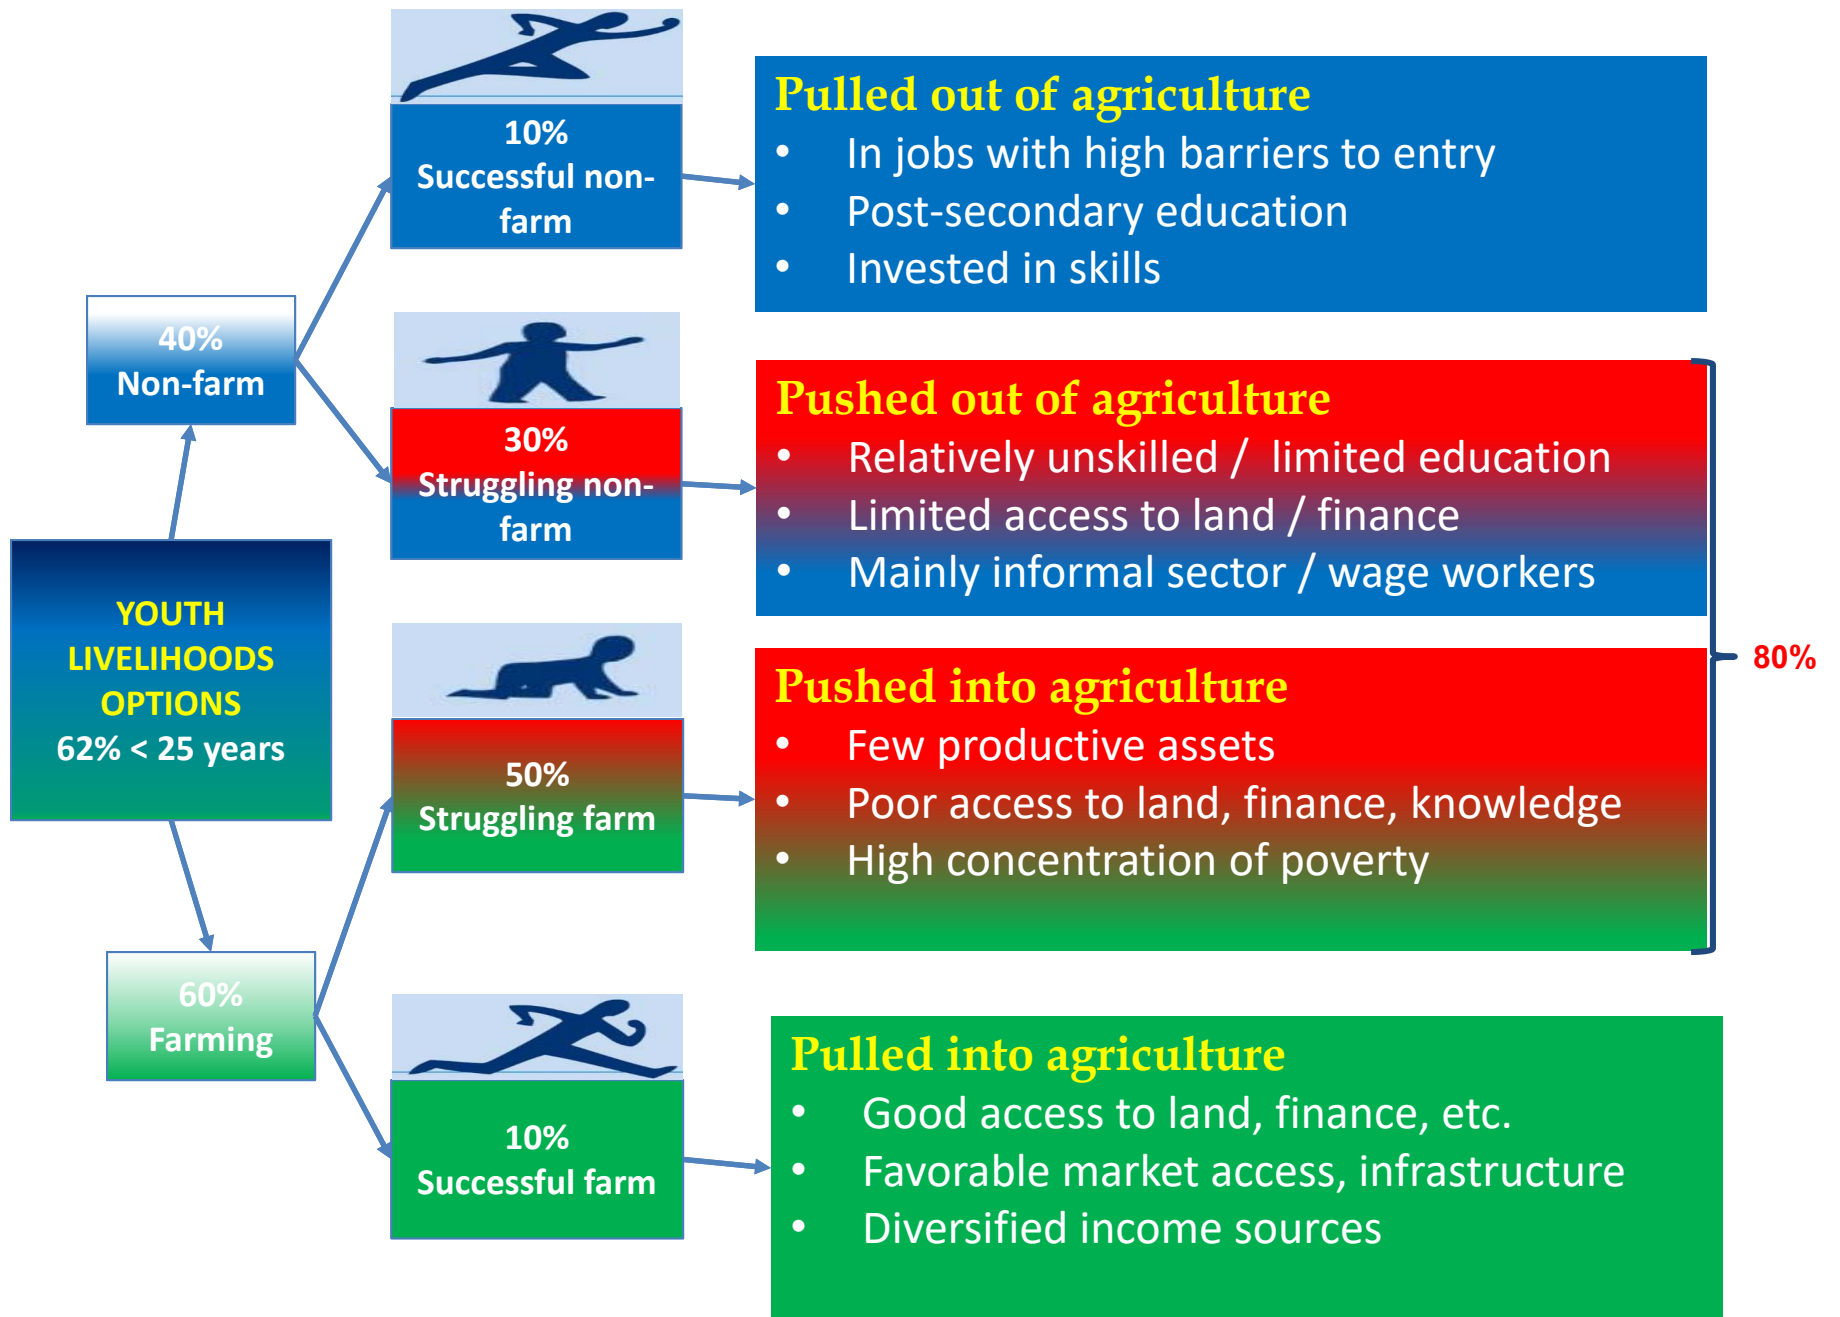 10%
Successful non-
farm
Pulled out of agriculture
• In jobs with high barriers to entry
• Post-secondary education
• Invested in skills
40%
Non-farm
30%
Struggling non-
farm
Pushed out of agriculture
• Relatively unskilled / limited education
• Limited access to land / finance
• Mainly informal sector / wage workers
YOUTH
LIVELIHOODS
OPTIONS
62% < 25 years
80%
50%
Struggling farm
Pushed into agriculture
• Few productive assets
• Poor access to land, finance, knowledge
• High concentration of poverty
60%
Farming
10%
Successful farm
Pulled into agriculture
• Good access to land, finance, etc.
• Favorable market access, infrastructure
• Diversified income sources